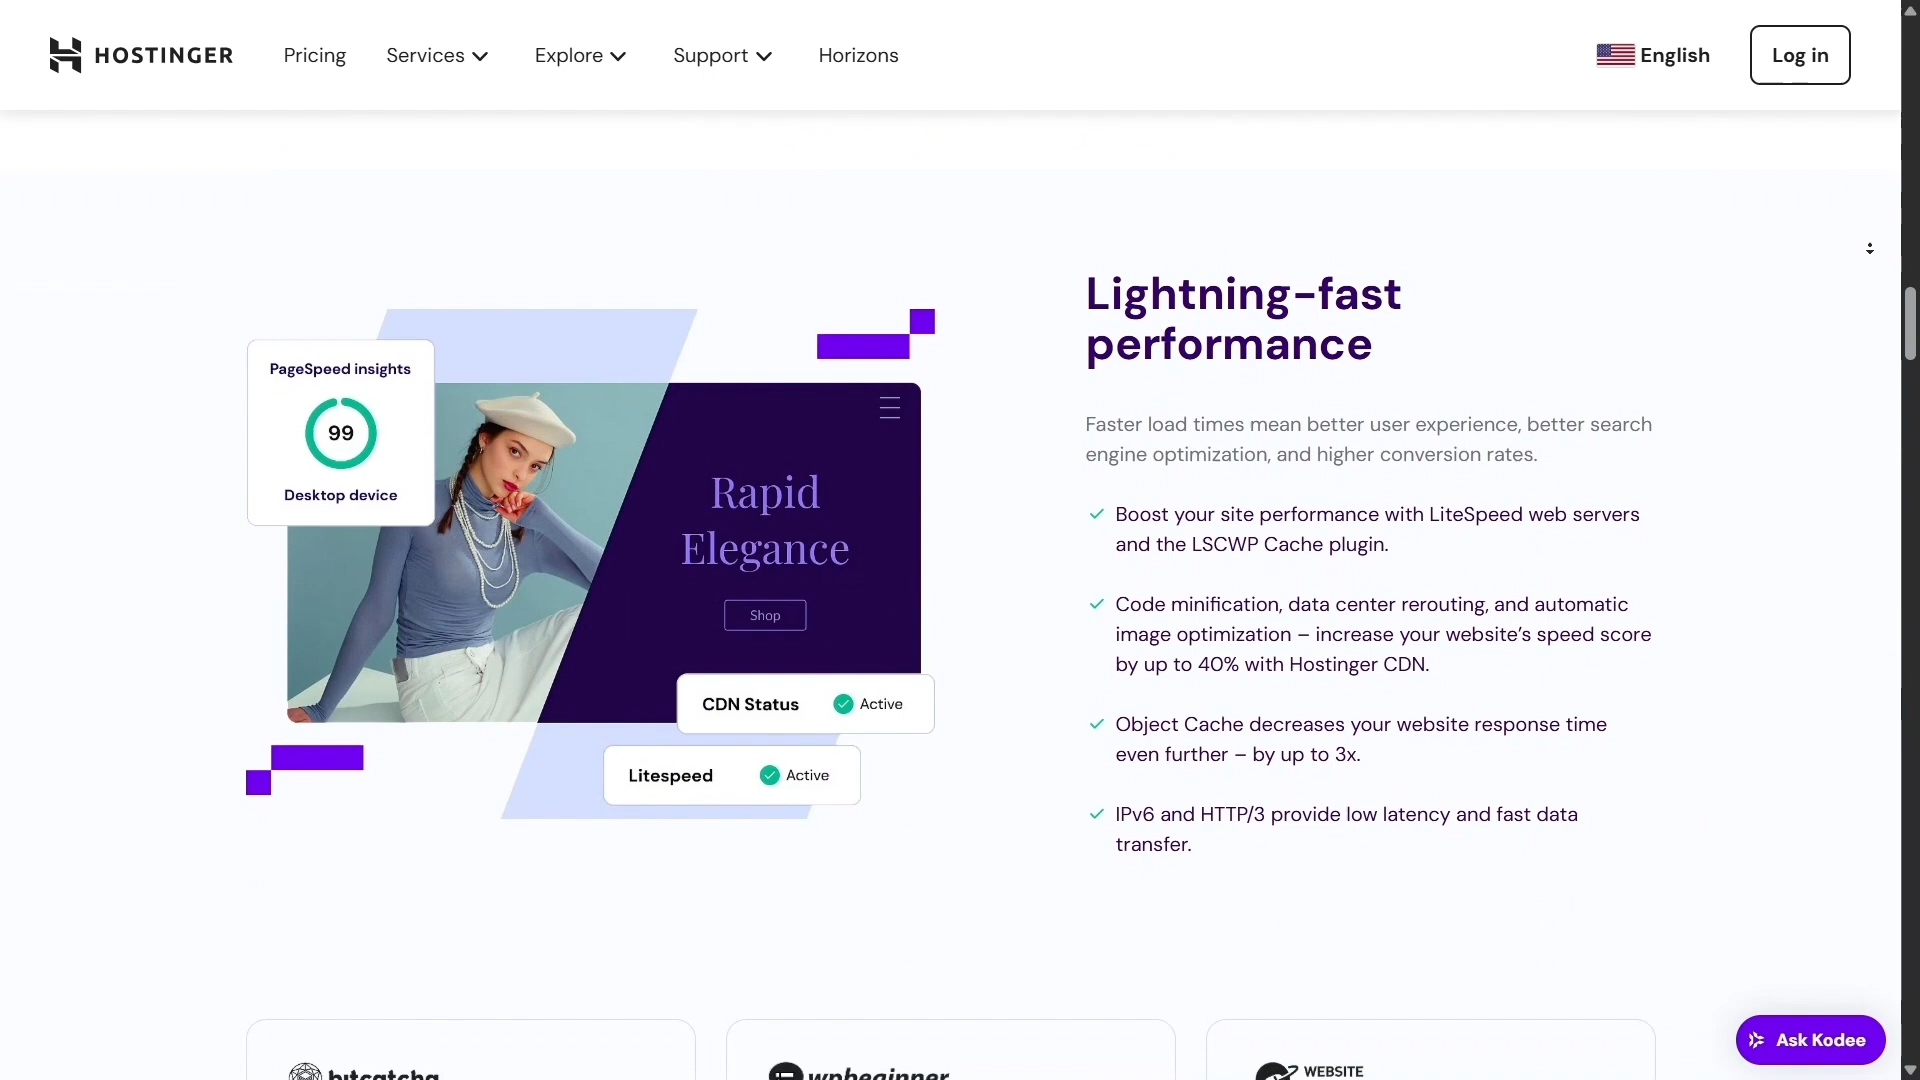 HOSTINGER
Pricing
Services
Explore
Support
Horizons
English
Log in
PageSpeed insights
99
Desktop device
Rapid
Elegance
Shop
CDN Status
Active
Litespeed
Active
Lightning-fast
performance
Faster load times mean better user experience, better search
engine optimization, and higher conversion rates.
Boost your site performance with LiteSpeed web servers
and the LSCWP Cache plugin.
Code minification, data center rerouting, and automatic
image optimization – increase your website’s speed score
by up to 40% with Hostinger CDN.
Object Cache decreases your website response time
even further – by up to 3x.
IPv6 and HTTP/3 provide low latency and fast data
transfer.
bitcatcha
wpbeginner
WEBSITE
Ask Kodee